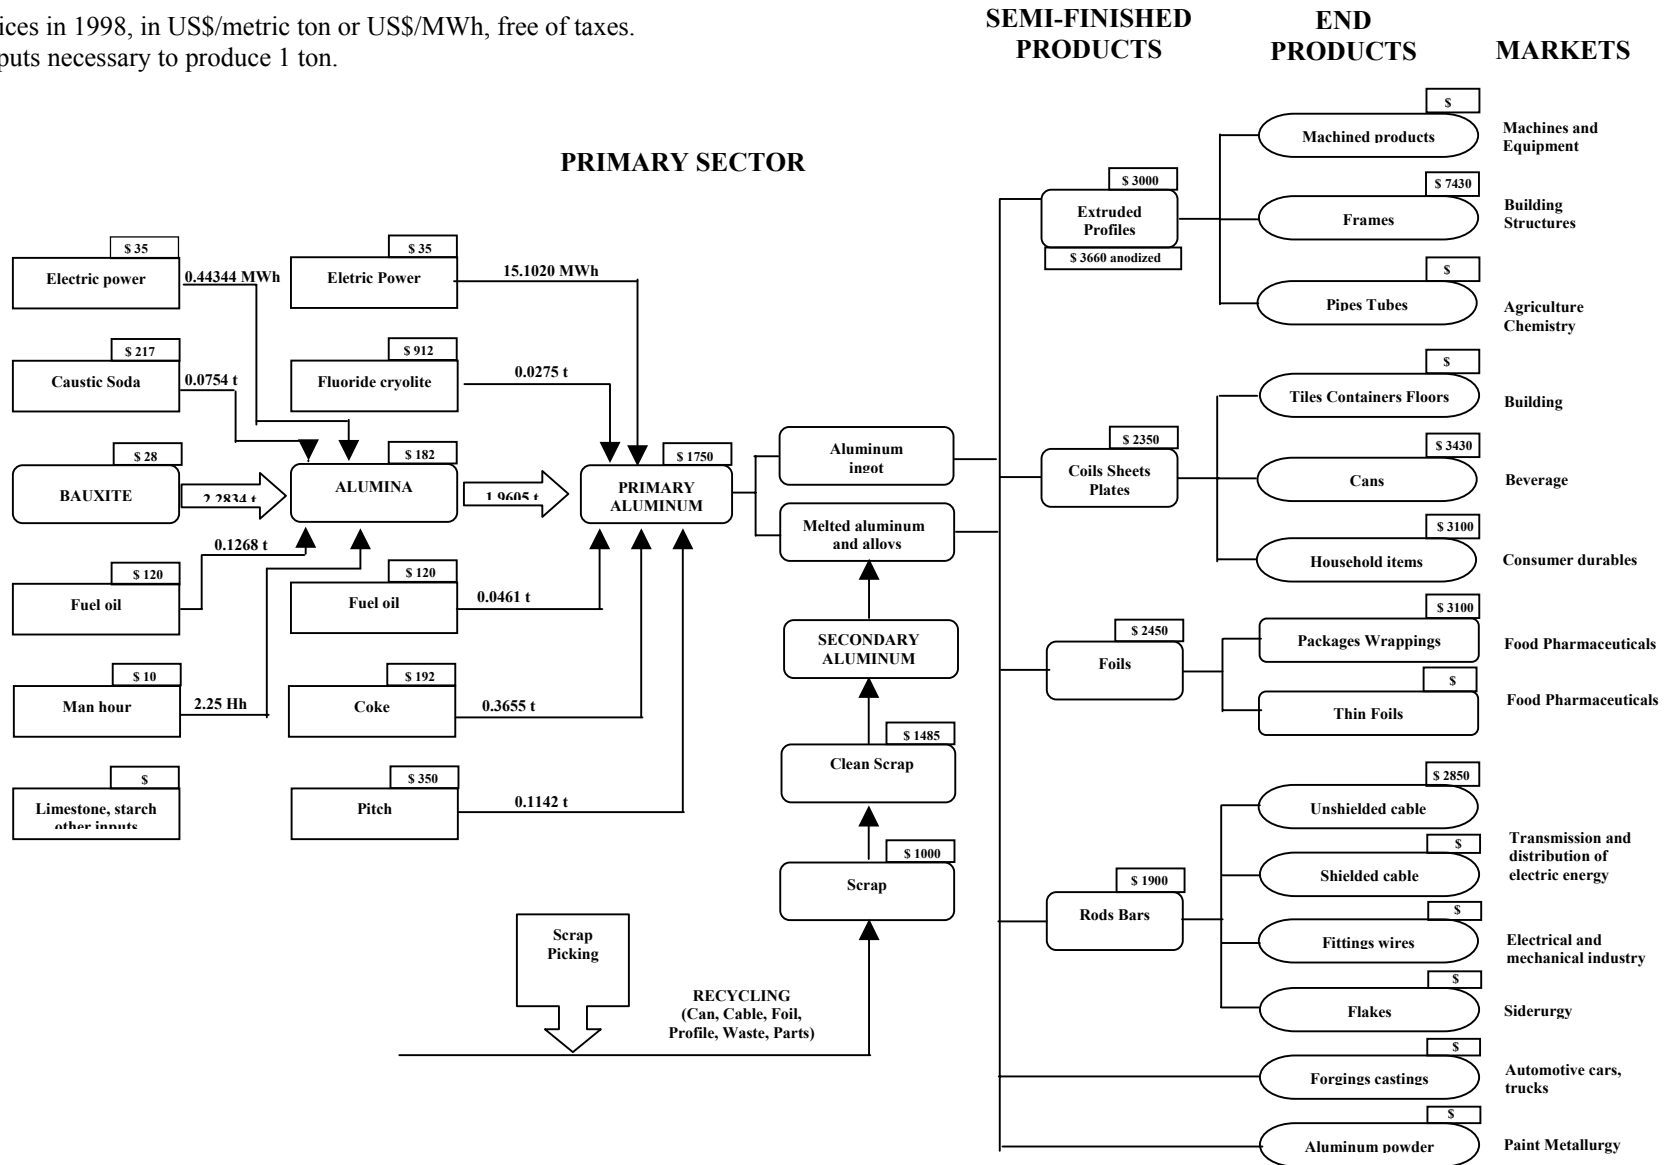 ices in 1998, in US$/metric ton or US$/MWh, free of taxes.
puts necessary to produce 1 ton.
SEMI-FINISHED
PRODUCTS
END
PRODUCTS
MARKETS
PRIMARY SECTOR
$ 35
Electric power
0.44344 MWh
$ 35
Eletric Power
15.1020 MWh
$ 217
Caustic Soda
0.0754 t
$ 912
Fluoride cryolite
0.0275 t
$ 28
BAUXITE
2.2834 t
$ 182
ALUMINA
1.9605 t
$ 1750
PRIMARY
ALUMINUM
0.1268 t
$ 120
Fuel oil
$ 120
Fuel oil
0.0461 t
$ 10
Man hour
2.25 Hh
$ 192
Coke
0.3655 t
$
Limestone, starch
other inputs
$ 350
Pitch
0.1142 t
Aluminum
ingot
Melted aluminum
and alloys
SECONDARY
ALUMINUM
$ 1485
Clean Scrap
$ 1000
Scrap
Scrap
Picking
RECYCLING
(Can, Cable, Foil,
Profile, Waste, Parts)
$ 3000
Extruded
Profiles
$ 3660 anodized
$
Machined products
Machines and
Equipment
$ 7430
Frames
Building
Structures
$
Pipes Tubes
Agriculture
Chemistry
$ 2350
Coils Sheets
Plates
$
Tiles Containers Floors
Building
$ 3430
Cans
Beverage
$ 3100
Household items
Consumer durables
$ 2450
Foils
$ 3100
Packages Wrappings
Food Pharmaceuticals
$
Thin Foils
Food Pharmaceuticals
$ 1900
Rods Bars
$ 2850
Unshielded cable
$
Shielded cable
Transmission and
distribution of
electric energy
$
Fittings wires
Electrical and
mechanical industry
$
Flakes
Siderurgy
$
Forgings castings
Automotive cars,
trucks
$
Aluminum powder
Paint Metallurgy